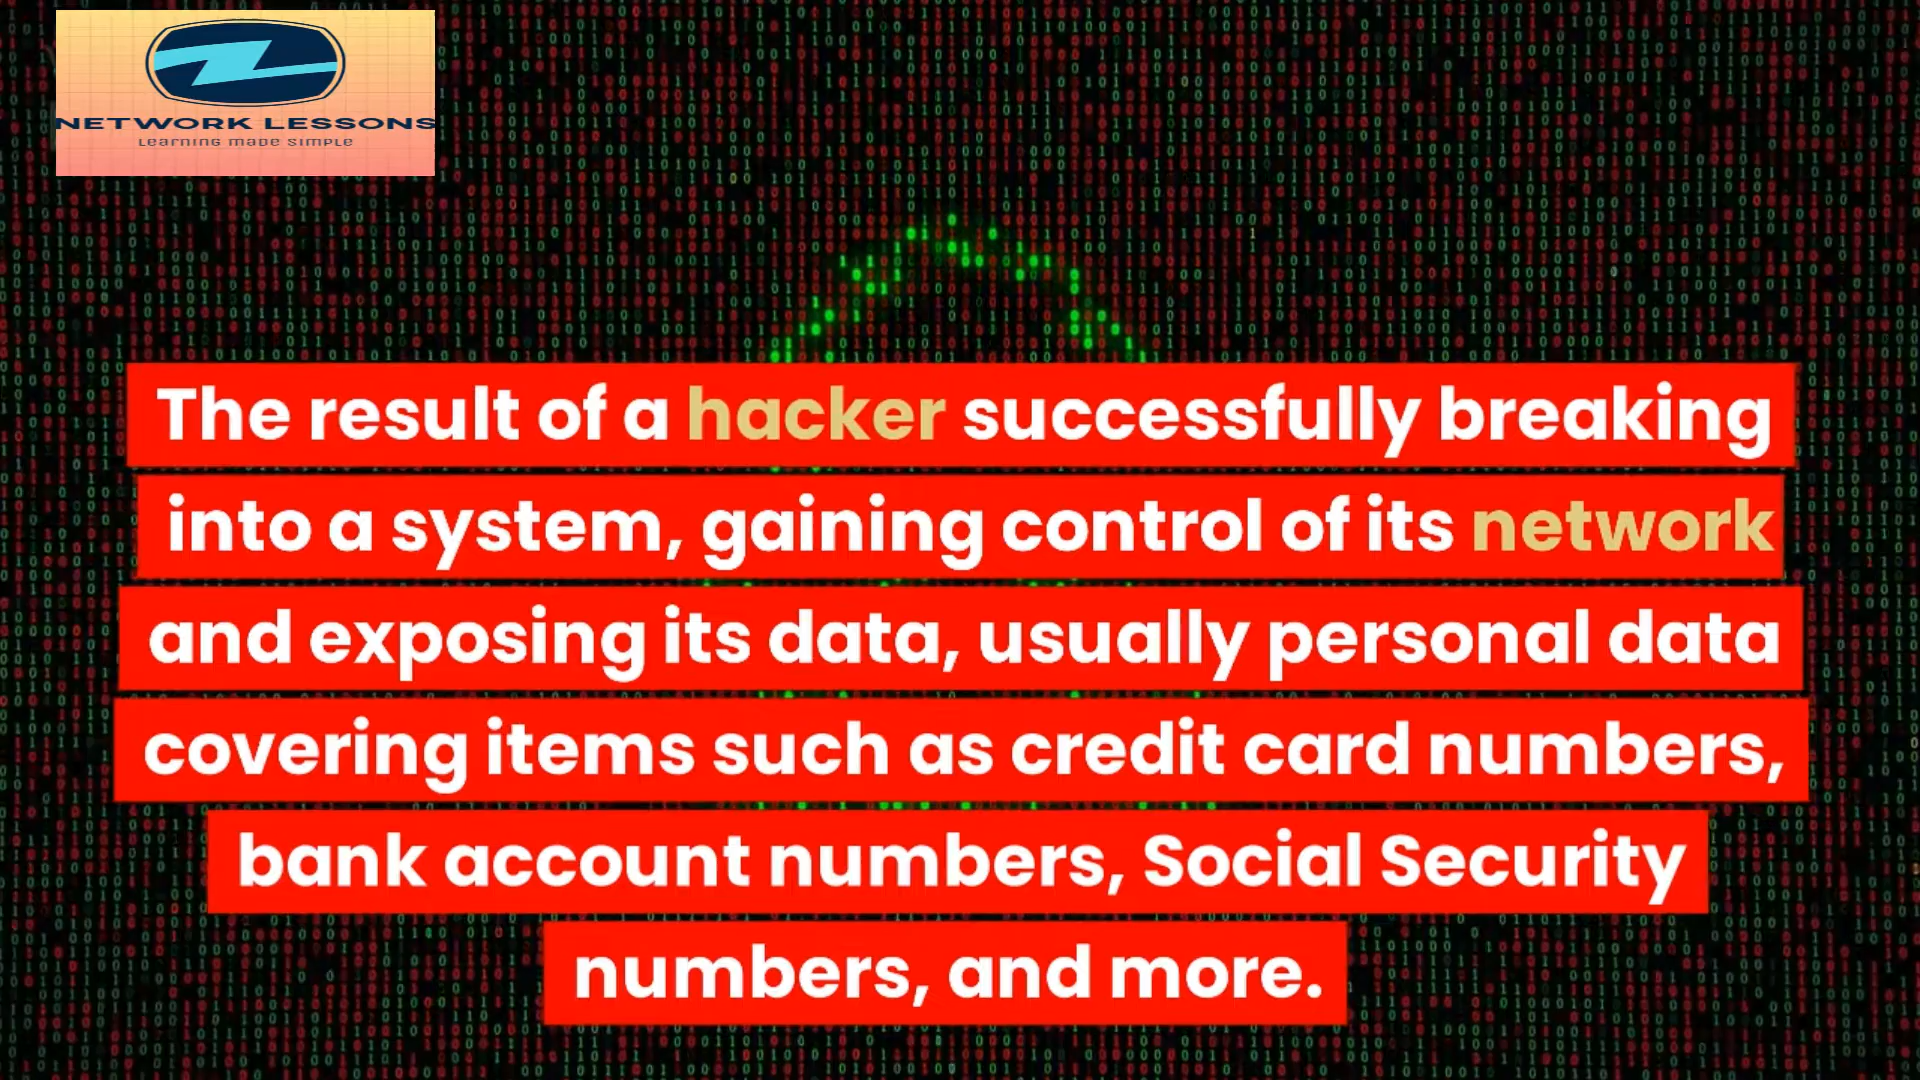 NETWORK LESSONS
Learning made simple
The result of a hacker successfully breaking
into a system, gaining control of its network
and exposing its data, usually personal data
covering items such as credit card numbers,
bank account numbers, Social Security
numbers, and more.